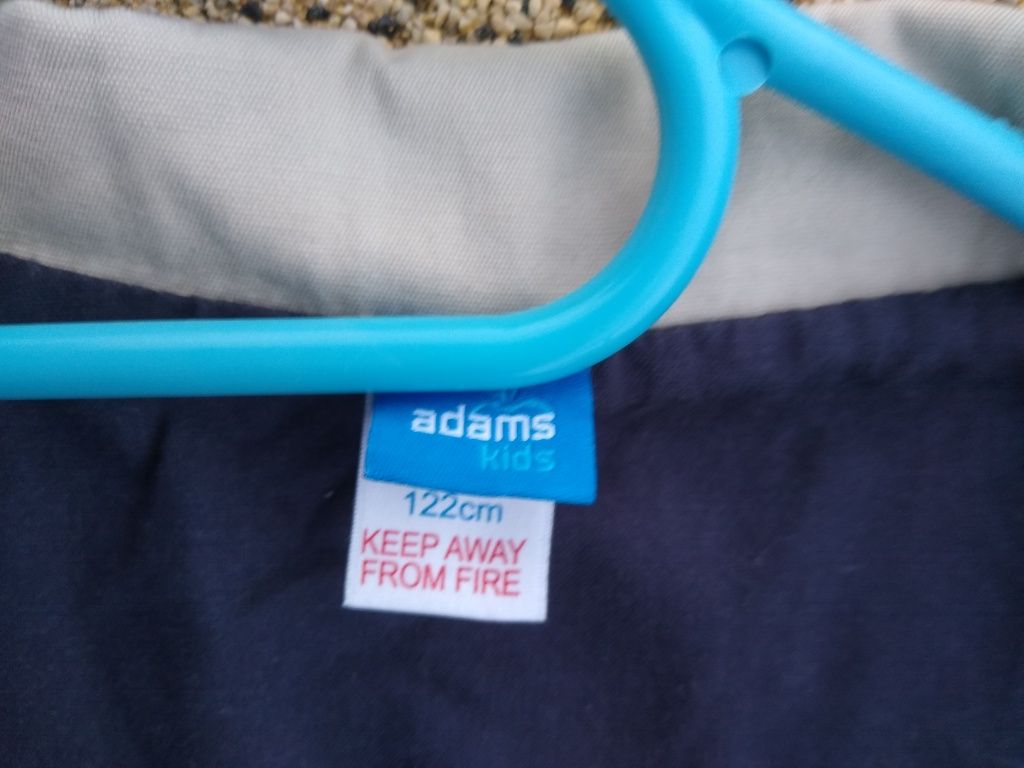 adams
kids
122cm
KEEP AWAY
FROM FIRE